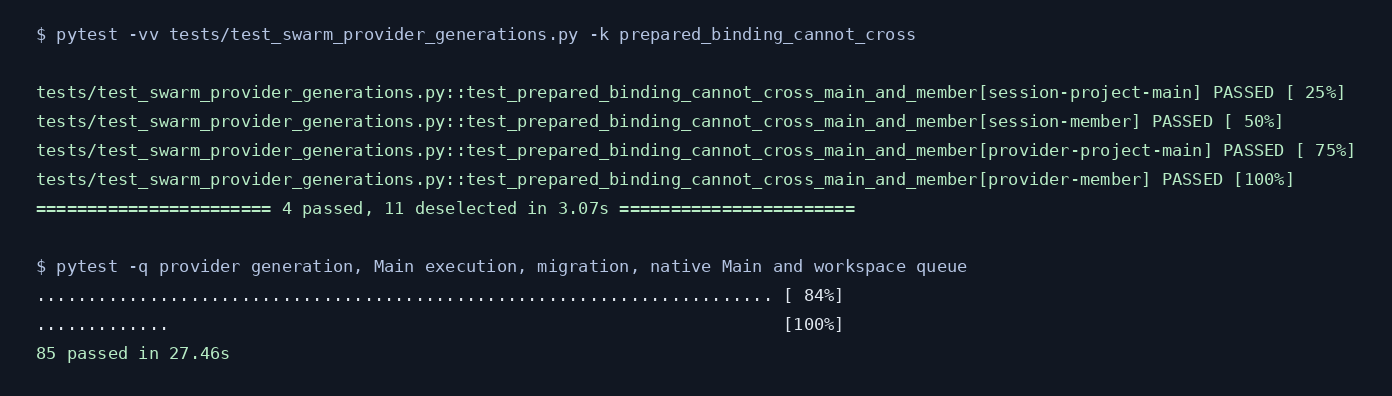 $ pytest -vv tests/test_swarm_provider_generations.py -k prepared_binding_cannot_cross
tests/test_swarm_provider_generations.py::test_prepared_binding_cannot_cross_main_and_member[session-project-main] PASSED [ 25%]
tests/test_swarm_provider_generations.py::test_prepared_binding_cannot_cross_main_and_member[session-member] PASSED [ 50%]
tests/test_swarm_provider_generations.py::test_prepared_binding_cannot_cross_main_and_member[provider-project-main] PASSED [ 75%]
tests/test_swarm_provider_generations.py::test_prepared_binding_cannot_cross_main_and_member[provider-member] PASSED [100%]
======================= 4 passed, 11 deselected in 3.07s =======================
$ pytest -q provider generation, Main execution, migration, native Main and workspace queue
........................................................................ [ 84%]
.............                                                            [100%]
85 passed in 27.46s